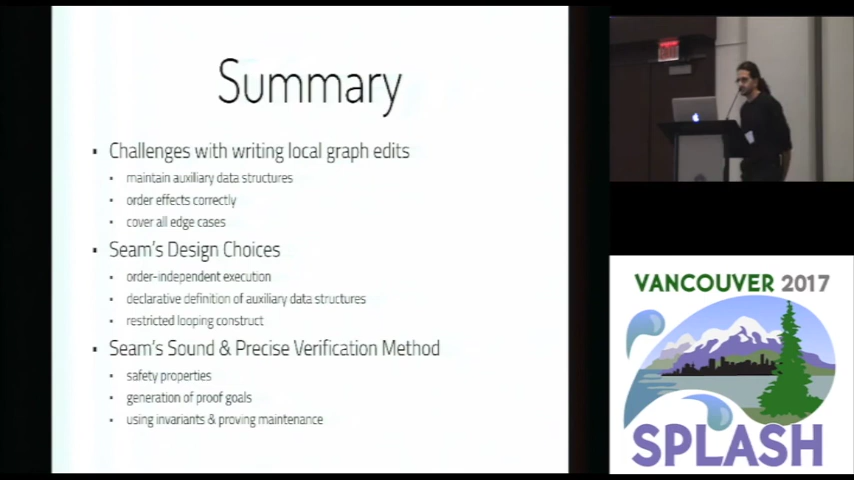 Summary
Challenges with writing local graph edits
maintain auxiliary data structures
order effects correctly
cover all edge cases
Seam's Design Choices
order-independent execution
declarative definition of auxiliary data structures
restricted looping construct
Seam's Sound & Precise Verification Method
safety properties
generation of proof goals
using invariants & proving maintenance
VANCOUVER 2017
SPLASH